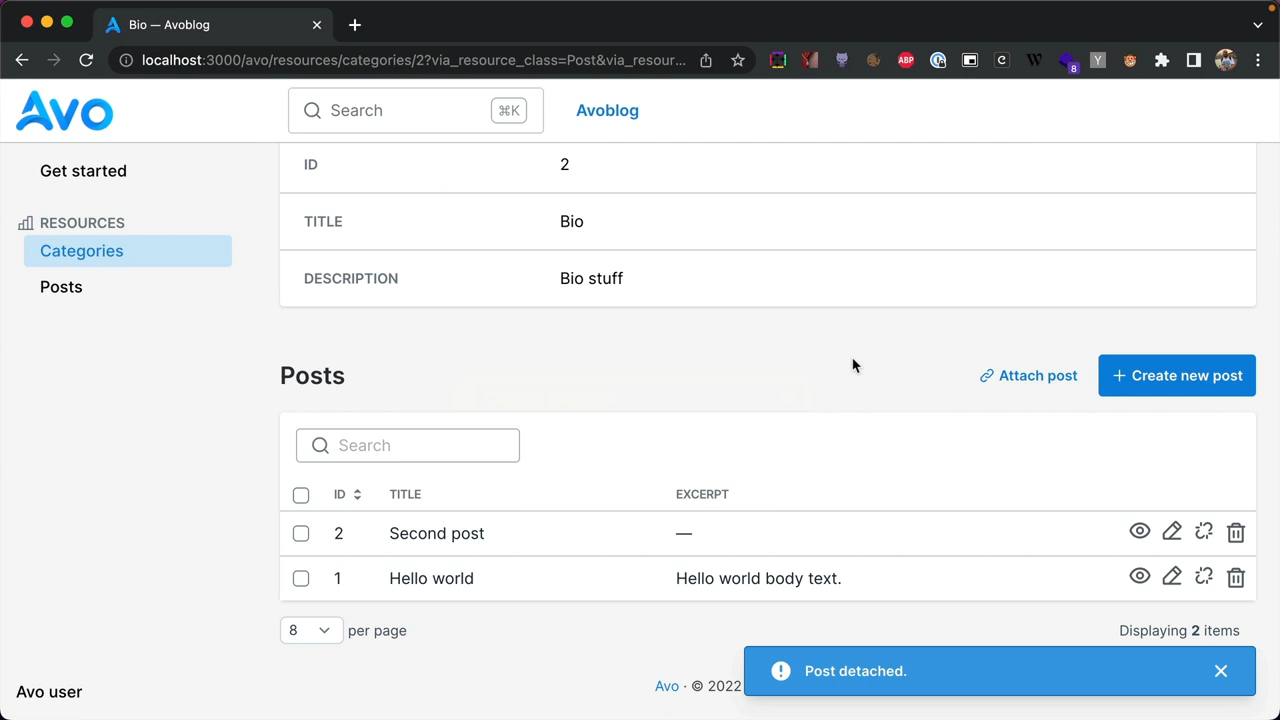 Bio — Avoblog
localhost:3000/avo/resources/categories/2?via_resource_class=Post&via_resour...
ABP
C
W
8
Y
Avo
Search
⌘K
Avoblog
Get started
RESOURCES
Categories
Posts
ID
2
TITLE
Bio
DESCRIPTION
Bio stuff
Posts
Attach post
Create new post
Search
ID
TITLE
EXCERPT
2
Second post
—
1
Hello world
Hello world body text.
8
per page
Displaying 2 items
Post detached.
Avo · © 2022
Avo user